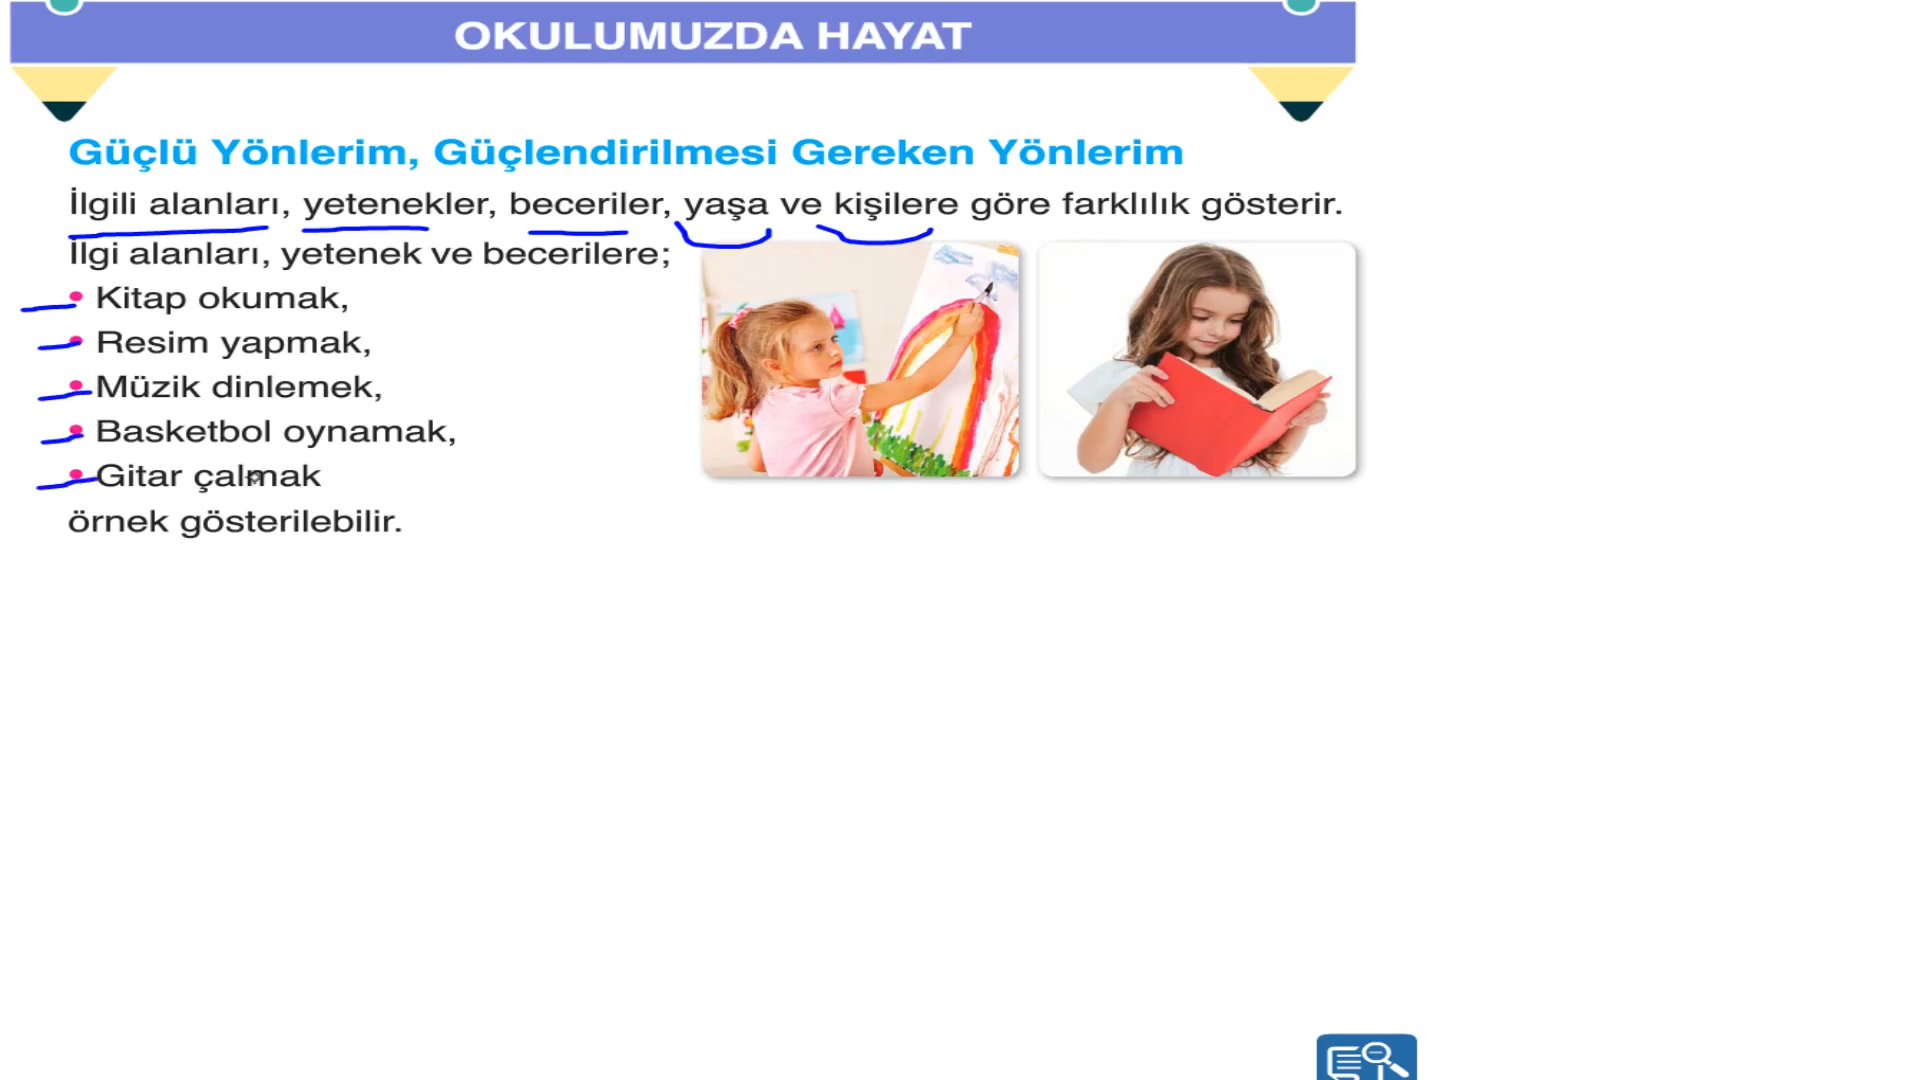 OKULUMUZDA HAYAT
Güçlü Yönlerim, Güçlendirilmesi Gereken Yönlerim
İlgili alanları, yetenekler, beceriler, yaşa ve kişilere göre farklılık gösterir.
İlgi alanları, yetenek ve becerilere;
• Kitap okumak,
• Resim yapmak,
• Müzik dinlemek,
• Basketbol oynamak,
• Gitar çalmak
örnek gösterilebilir.